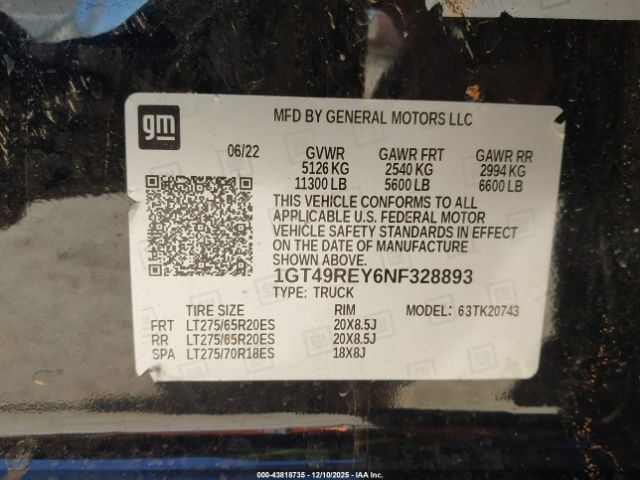 gm
MFD BY GENERAL MOTORS LLC
06/22 GVWR GAWR FRT GAWR RR
5126 KG 2540 KG 2994 KG
11300 LB 5600 LB 6600 LB
THIS VEHICLE CONFORMS TO ALL
APPLICABLE U.S. FEDERAL MOTOR
VEHICLE SAFETY STANDARDS IN EFFECT
ON THE DATE OF MANUFACTURE
SHOWN ABOVE.
1GT49REY6NF328893
TYPE: TRUCK MODEL: 63TK20743
TIRE SIZE RIM
FRT LT275/65R20ES 20X8.5J
RR LT275/65R20ES 20X8.5J
SPA LT275/70R18ES 18X8J
000-43818735 - 12/10/2025 - IAAI.COM